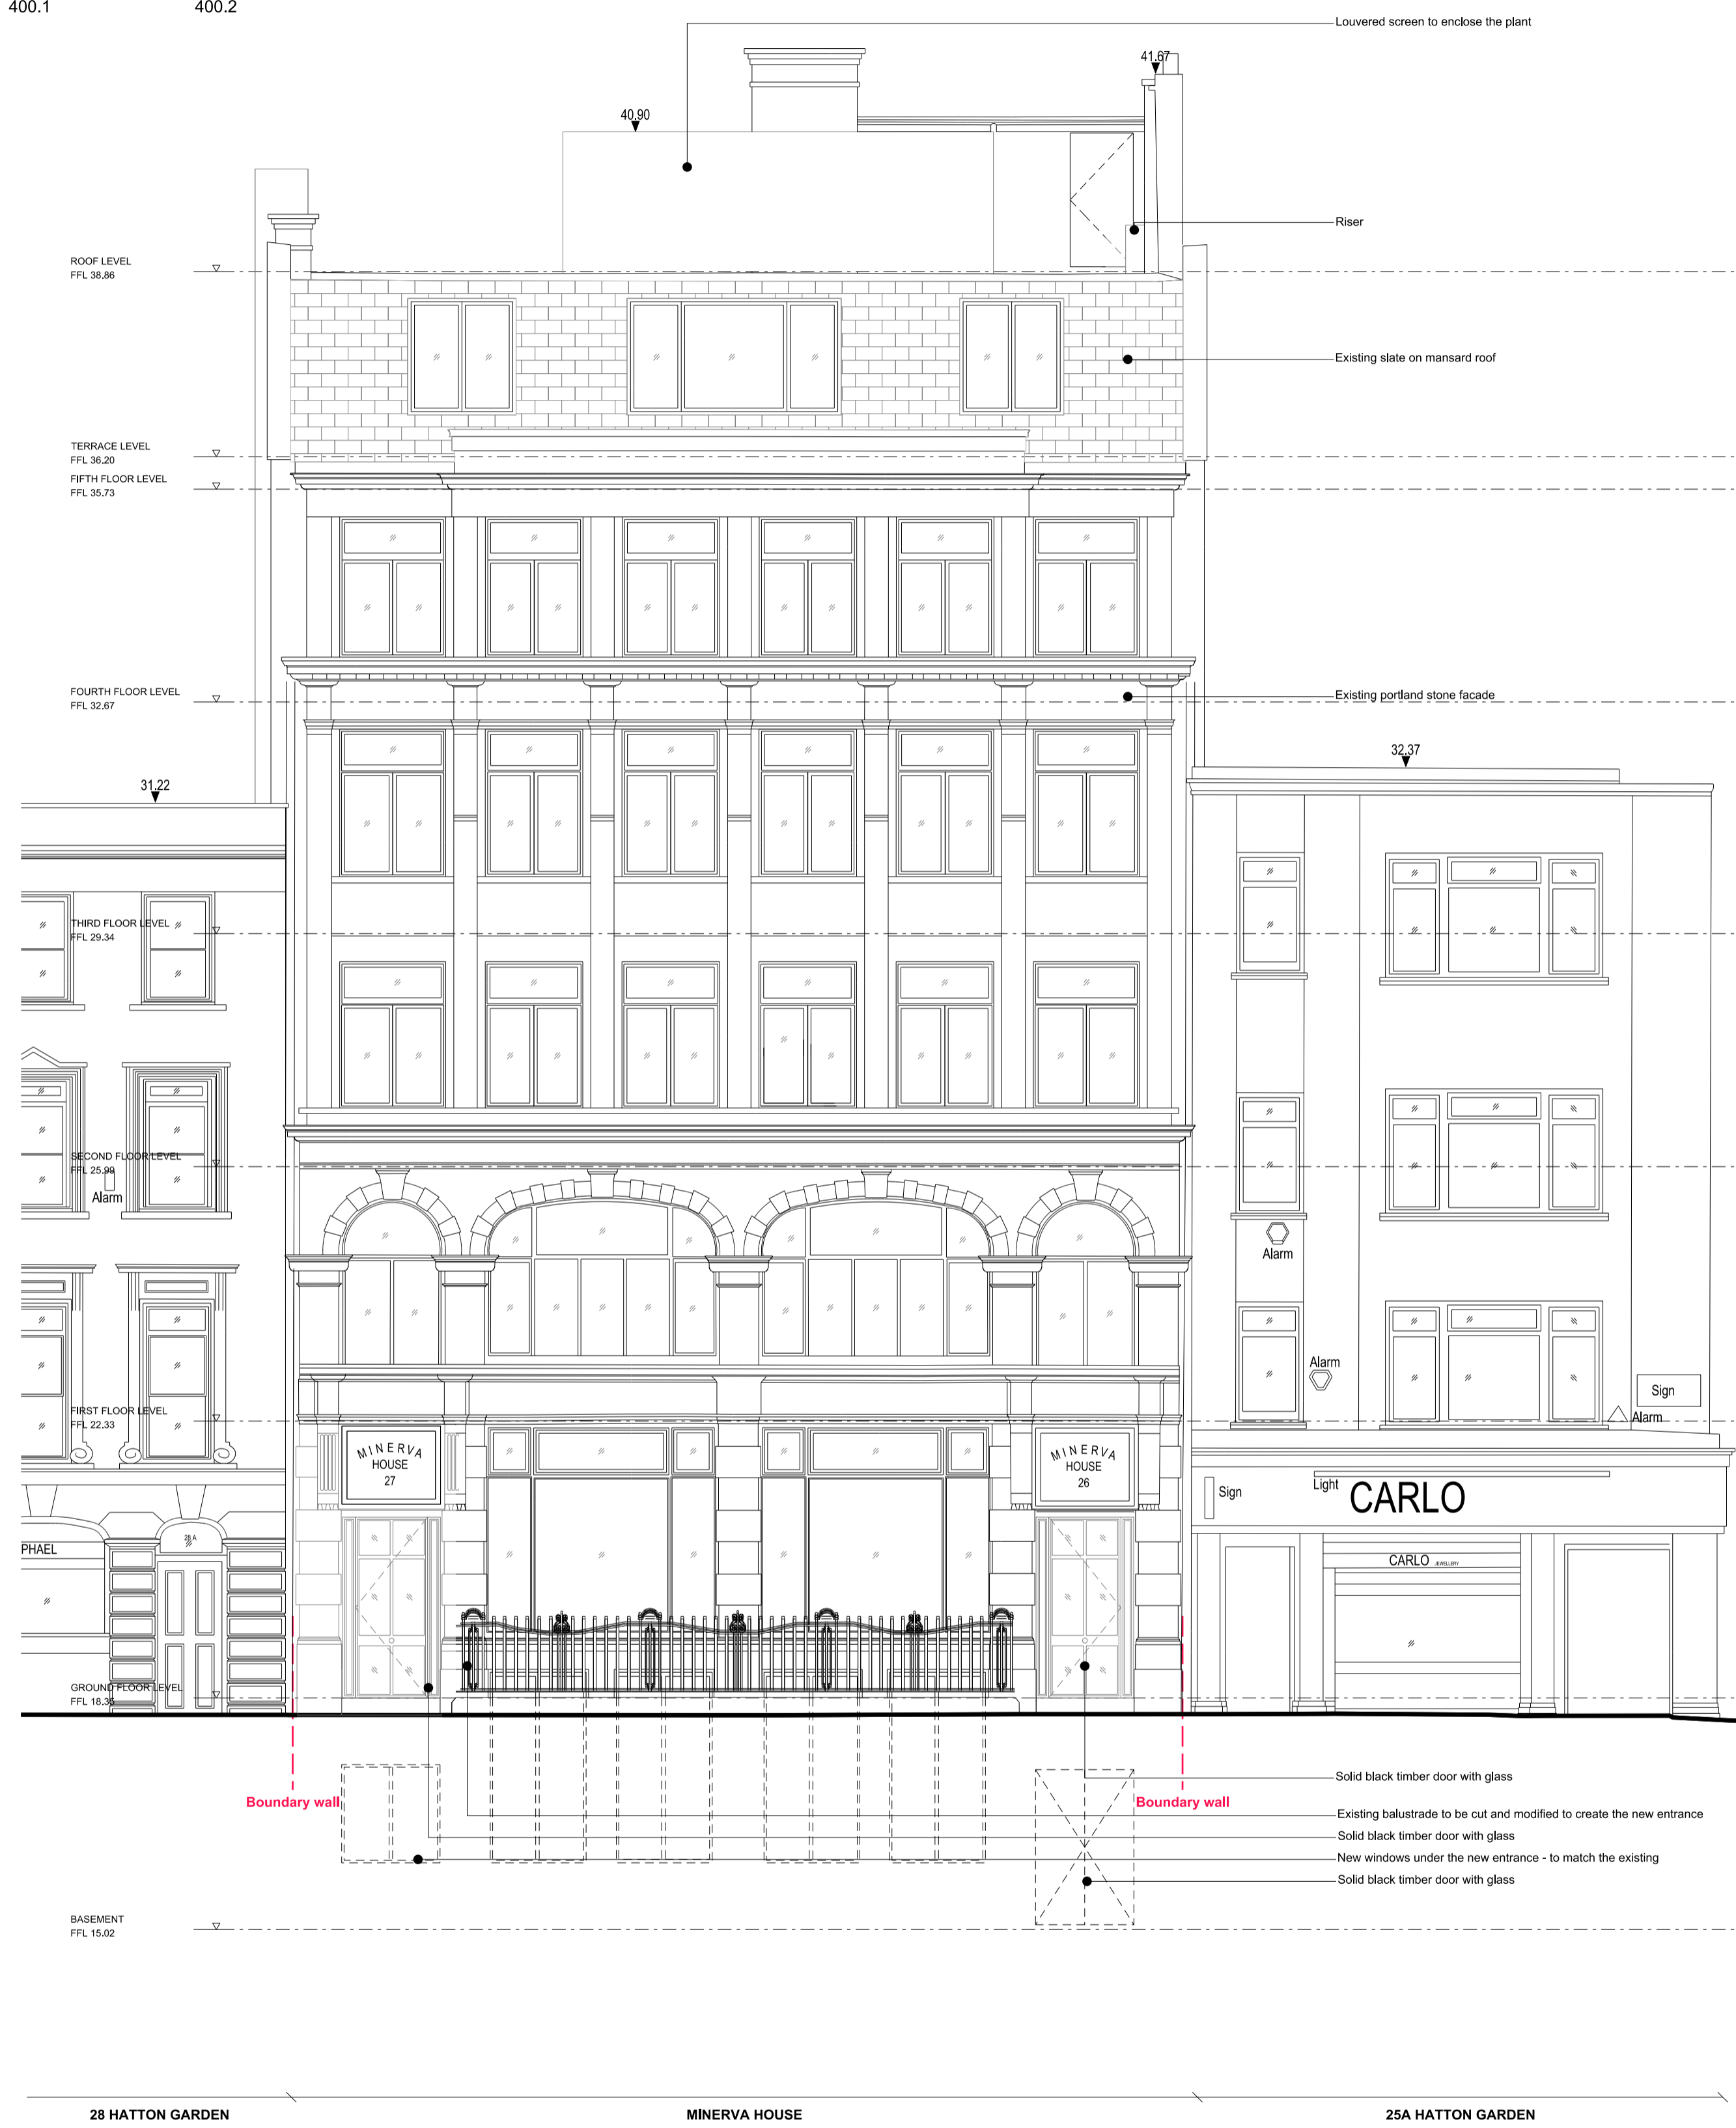 400.1
400.2
Louvered screen to enclose the plant
41.67
40.90
Riser
ROOF LEVEL
FFL 38.86
Existing slate on mansard roof
TERRACE LEVEL
FFL 36.20
FIFTH FLOOR LEVEL
FFL 35.73
FOURTH FLOOR LEVEL
FFL 32.67
Existing portland stone facade
32.37
31.22
THIRD FLOOR LEVEL
FFL 29.34
SECOND FLOOR LEVEL
FFL 25.99
Alarm
Alarm
Alarm
Sign
Alarm
FIRST FLOOR LEVEL
FFL 22.33
MINERVA
HOUSE
27
MINERVA
HOUSE
26
Sign
Light
CARLO
28 A
PHAEL
CARLO JEWELLERY
GROUND FLOOR LEVEL
FFL 18.35
Solid black timber door with glass
Boundary wall
Boundary wall
Existing balustrade to be cut and modified to create the new entrance
Solid black timber door with glass
New windows under the new entrance - to match the existing
Solid black timber door with glass
BASEMENT
FFL 15.02
28 HATTON GARDEN
MINERVA HOUSE
25A HATTON GARDEN